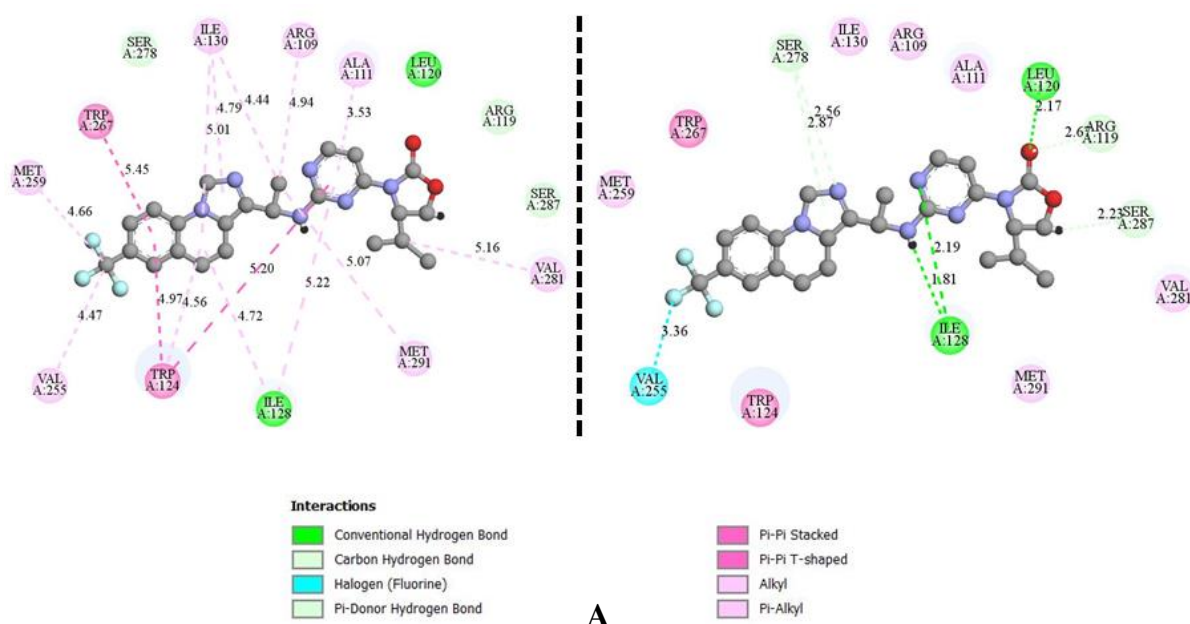 SER
A:278
ILE
A:130
ARG
A:109
ALA
A:111
LEU
A:120
ARG
A:119
TRP
A:267
MET
A:259
SER
A:287
VAL
A:281
MET
A:291
ILE
A:128
TRP
A:124
VAL
A:255
4.79
4.44
4.94
3.53
5.01
5.45
4.66
5.16
5.20
5.07
5.22
4.97
4.56
4.72
4.47
SER
A:278
ILE
A:130
ARG
A:109
ALA
A:111
LEU
A:120
ARG
A:119
TRP
A:267
MET
A:259
SER
A:287
VAL
A:281
MET
A:291
ILE
A:128
TRP
A:124
VAL
A:255
2.56
2.87
2.17
2.67
2.23
2.19
1.81
3.36
Interactions
Conventional Hydrogen Bond
Carbon Hydrogen Bond
Halogen (Fluorine)
Pi-Donor Hydrogen Bond
Pi-Pi Stacked
Pi-Pi T-shaped
Alkyl
Pi-Alkyl
A